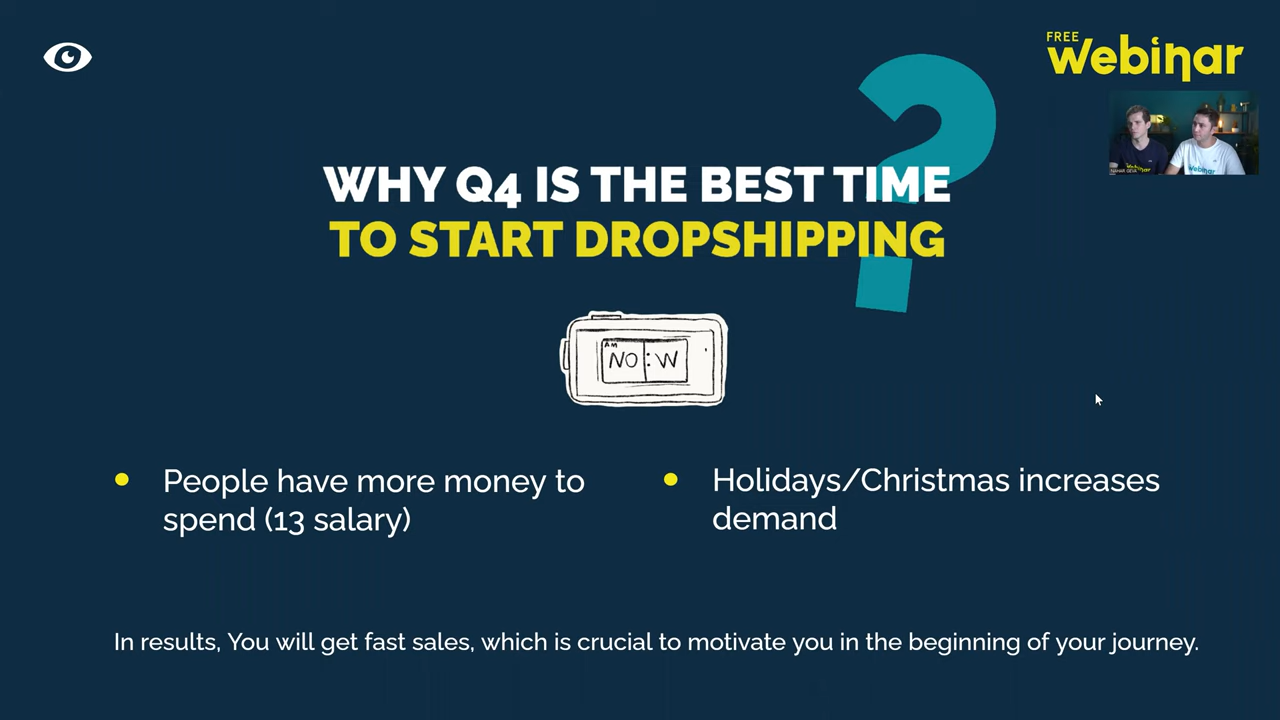 FREE
Webinar
WHY Q4 IS THE BEST TIME
TO START DROPSHIPPING
?
AM
NO:W
People have more money to
spend (13 salary)
Holidays/Christmas increases
demand
In results, You will get fast sales, which is crucial to motivate you in the beginning of your journey.
Webinar